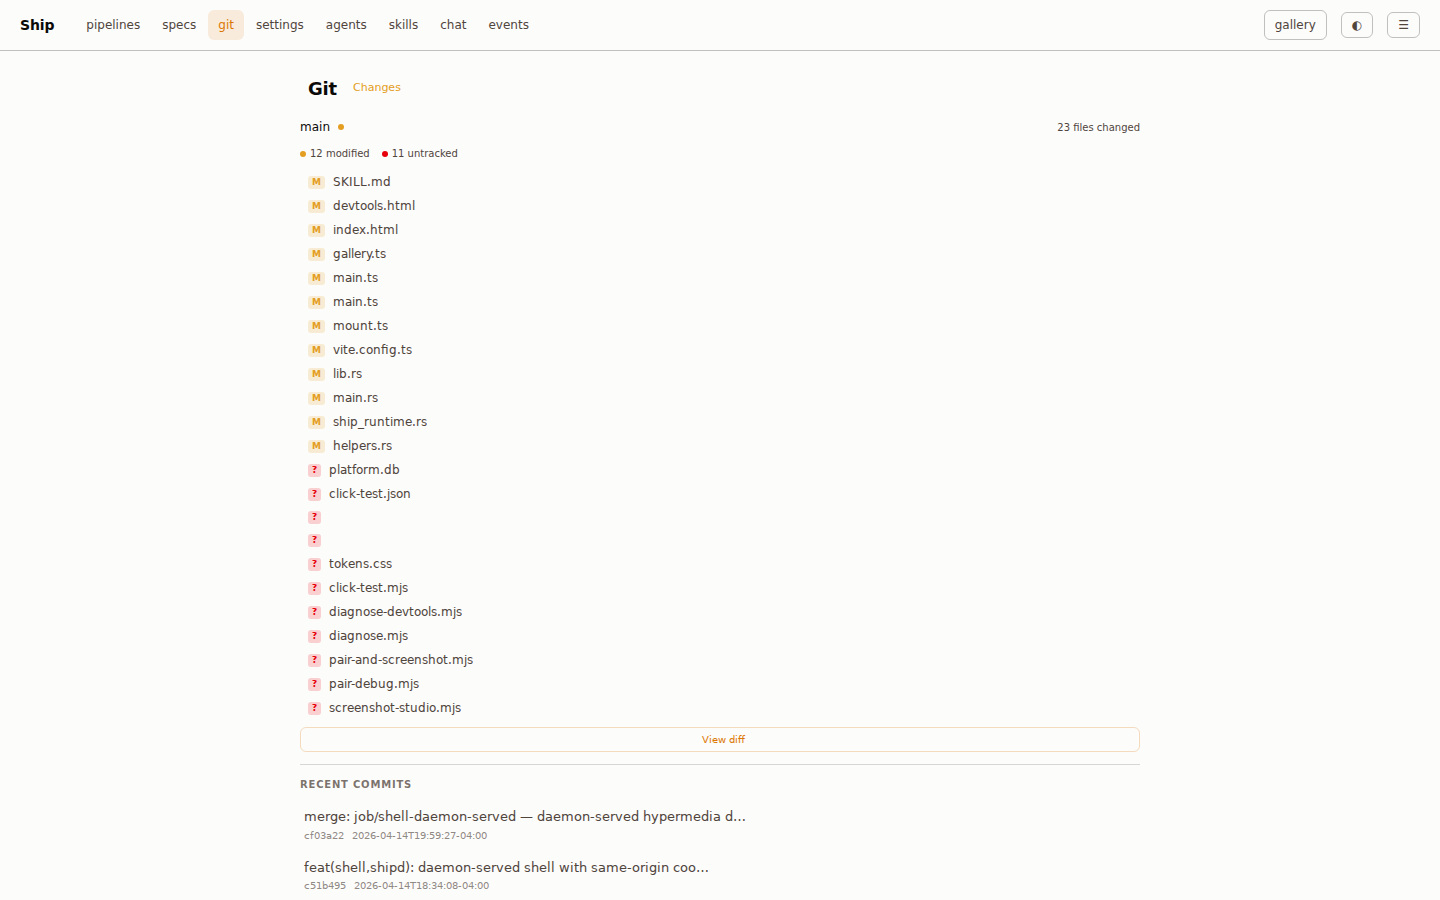 Ship pipelines specs git settings agents skills chat events gallery ◐ ☰
Git Changes
main 23 files changed
12 modified 11 untracked
M SKILL.md
M devtools.html
M index.html
M gallery.ts
M main.ts
M main.ts
M mount.ts
M vite.config.ts
M lib.rs
M main.rs
M ship_runtime.rs
M helpers.rs
? platform.db
? click-test.json
?
?
? tokens.css
? click-test.mjs
? diagnose-devtools.mjs
? diagnose.mjs
? pair-and-screenshot.mjs
? pair-debug.mjs
? screenshot-studio.mjs
View diff
RECENT COMMITS
merge: job/shell-daemon-served — daemon-served hypermedia d…
cf03a22 2026-04-14T19:59:27-04:00
feat(shell,shipd): daemon-served shell with same-origin coo…
c51b495 2026-04-14T18:34:08-04:00